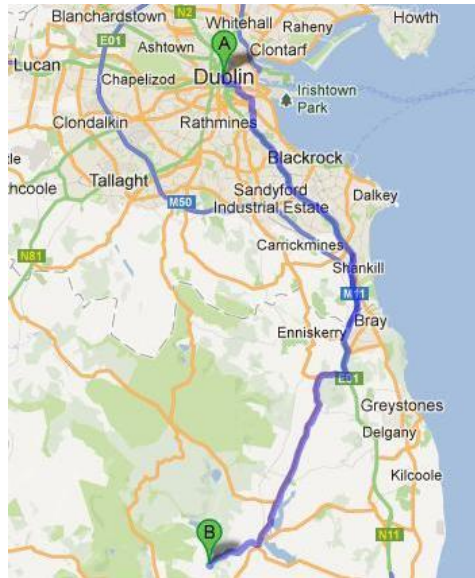 Blanchardstown
N2
Whitehall
Raheny
Howth
E01
Ashtown
A
Clontarf
Lucan
Chapelizod
Dublin
Irishtown
Park
Clondalkin
Rathmines
Blackrock
Tallaght
Sandyford
Industrial Estate
Dalkey
M50
N81
Carrickmines
Shankill
M11
Enniskerry
Bray
E01
Greystones
Delgany
Kilcoole
B
N11